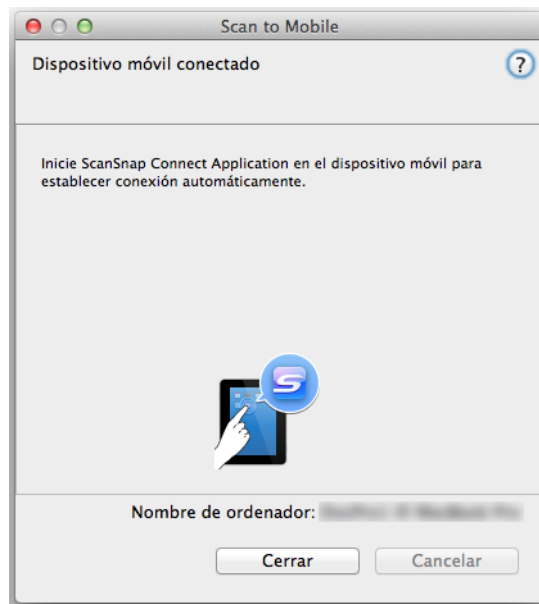 Scan to Mobile
Dispositivo móvil conectado
?
Inicie ScanSnap Connect Application en el dispositivo móvil para
establecer conexión automáticamente.
S
Nombre de ordenador:
Cerrar
Cancelar